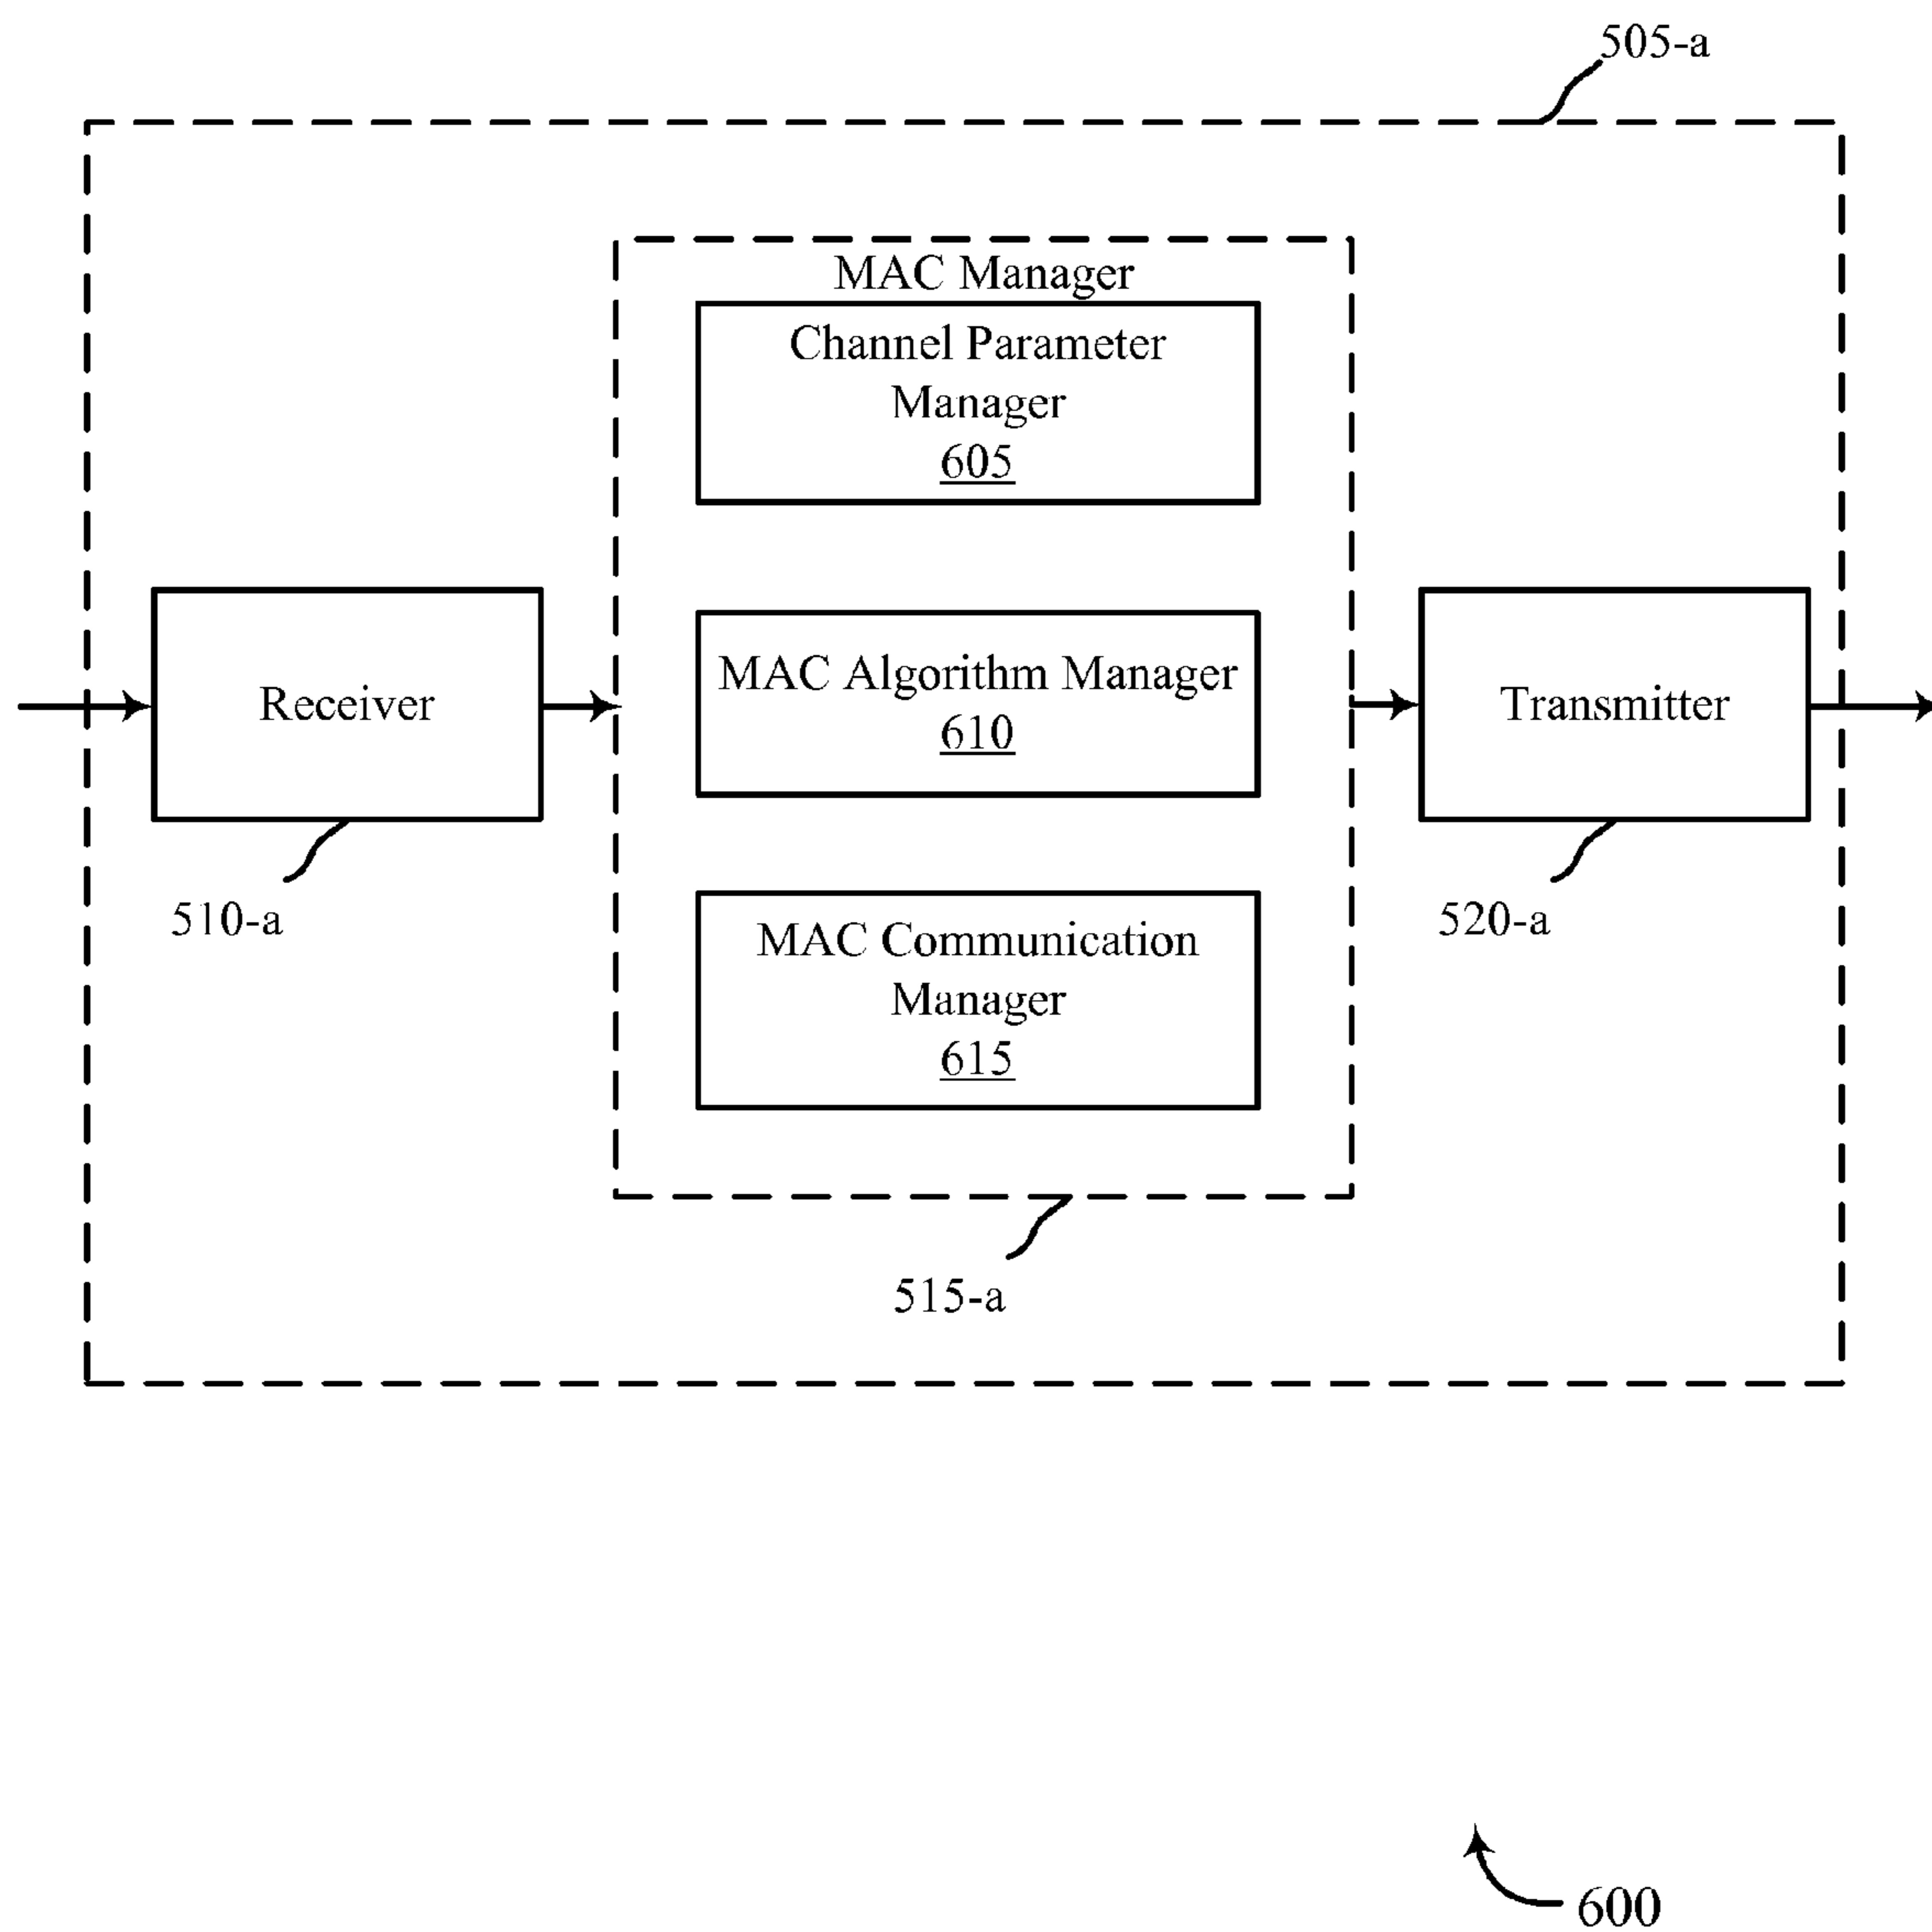 505-a
MAC Manager
Channel Parameter
Manager
605
Receiver
MAC Algorithm Manager
610
Transmitter
510-a
MAC Communication
Manager
615
520-a
515-a
600